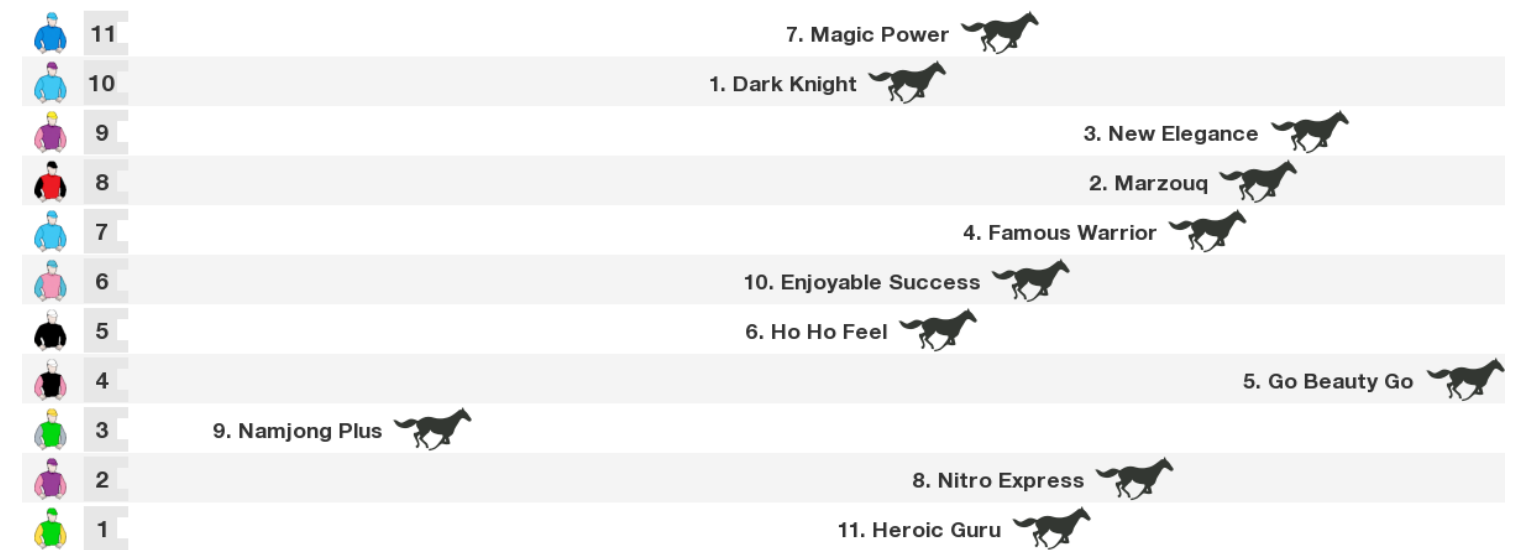 11 7. Magic Power
10 1. Dark Knight
9 3. New Elegance
8 2. Marzouq
7 4. Famous Warrior
6 10. Enjoyable Success
5 6. Ho Ho Feel
4 5. Go Beauty Go
3 9. Namjong Plus
2 8. Nitro Express
1 11. Heroic Guru